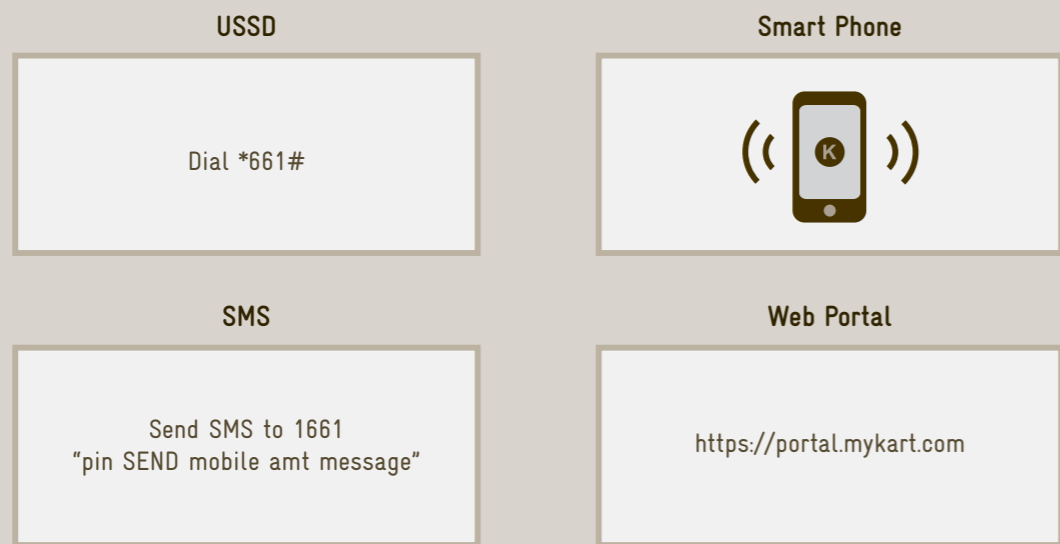 USSD
Dial *661#
Smart Phone
K
SMS
Send SMS to 1661
"pin SEND mobile amt message"
Web Portal
https://portal.mykart.com